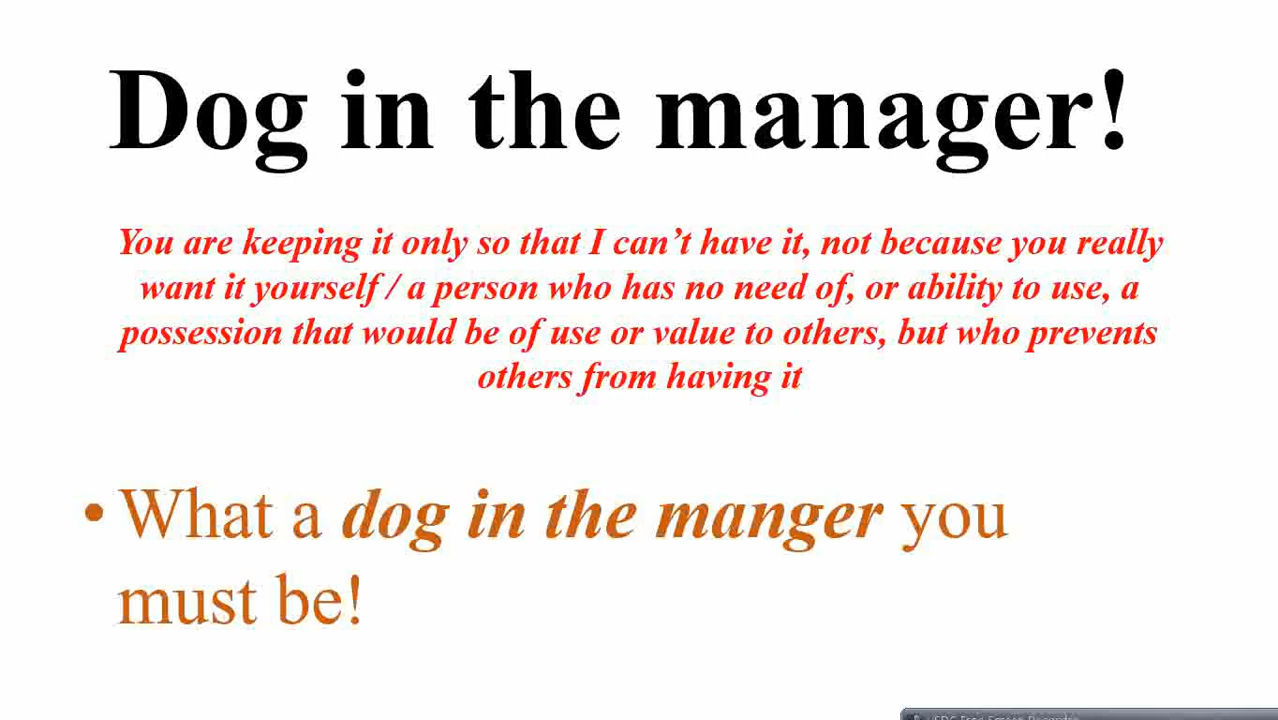 Dog in the manager!
You are keeping it only so that I can’t have it, not because you really
want it yourself / a person who has no need of, or ability to use, a
possession that would be of use or value to others, but who prevents
others from having it
• What a dog in the manger you
must be!